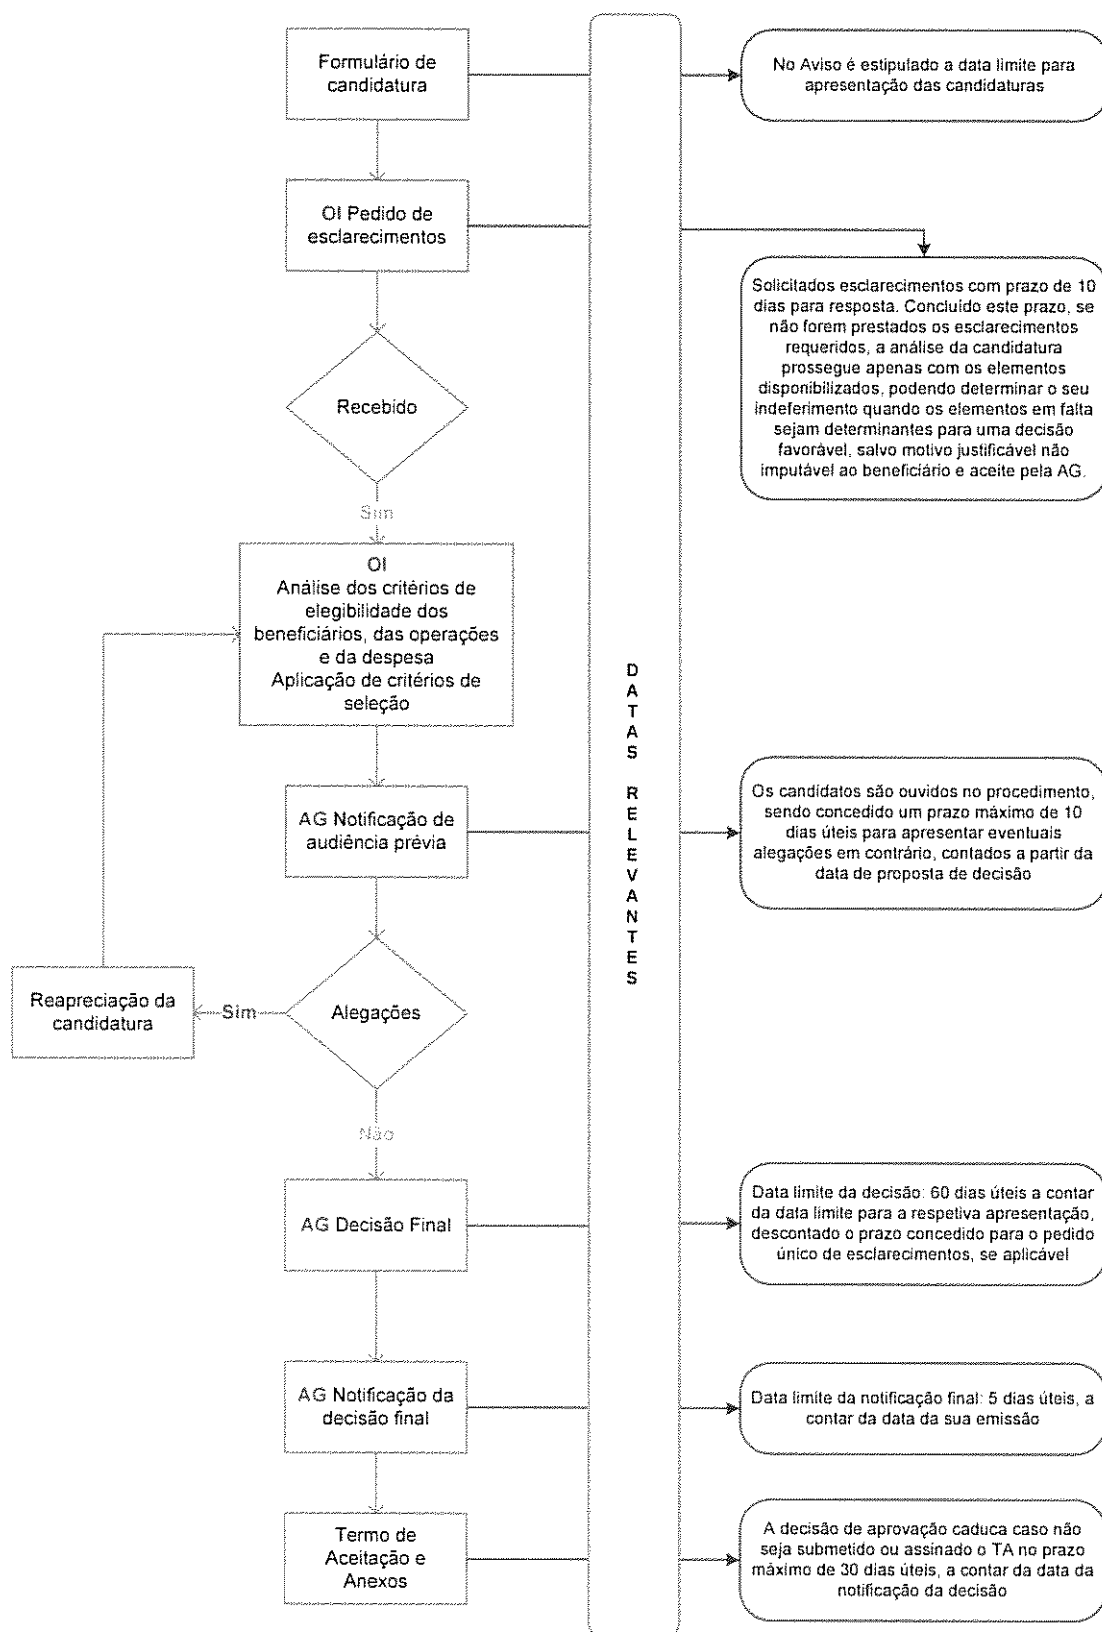 Formulário de
candidatura
No Aviso é estipulado a data limite para
apresentação das candidaturas
OI Pedido de
esclarecimentos
Solicitados esclarecimentos com prazo de 10
dias para resposta. Concluído este prazo, se
não forem prestados os esclarecimentos
requeridos, a análise da candidatura
prossegue apenas com os elementos
disponibilizados, podendo determinar o seu
indeferimento quando os elementos em falta
sejam determinantes para uma decisão
favorável, salvo motivo justificável não
imputável ao beneficiário e aceite pela AG.
Recebido
Sim
OI
Análise dos critérios de
elegibilidade dos
beneficiários, das operações
e da despesa
Aplicação de critérios de
seleção
DATAS RELEVANTES
AG Notificação de
audiência prévia
Os candidatos são ouvidos no procedimento,
sendo concedido um prazo máximo de 10
dias úteis para apresentar eventuais
alegações em contrário, contados a partir da
data de proposta de decisão
Reapreciação da
candidatura
Sim
Alegações
Não
AG Decisão Final
Data limite da decisão: 60 dias úteis a contar
da data limite para a respetiva apresentação,
descontado o prazo concedido para o pedido
único de esclarecimentos, se aplicável
AG Notificação da
decisão final
Data limite da notificação final: 5 dias úteis, a
contar da data da sua emissão
Termo de
Aceitação e
Anexos
A decisão de aprovação caduca caso não
seja submetido ou assinado o TA no prazo
máximo de 30 dias úteis, a contar da data da
notificação da decisão